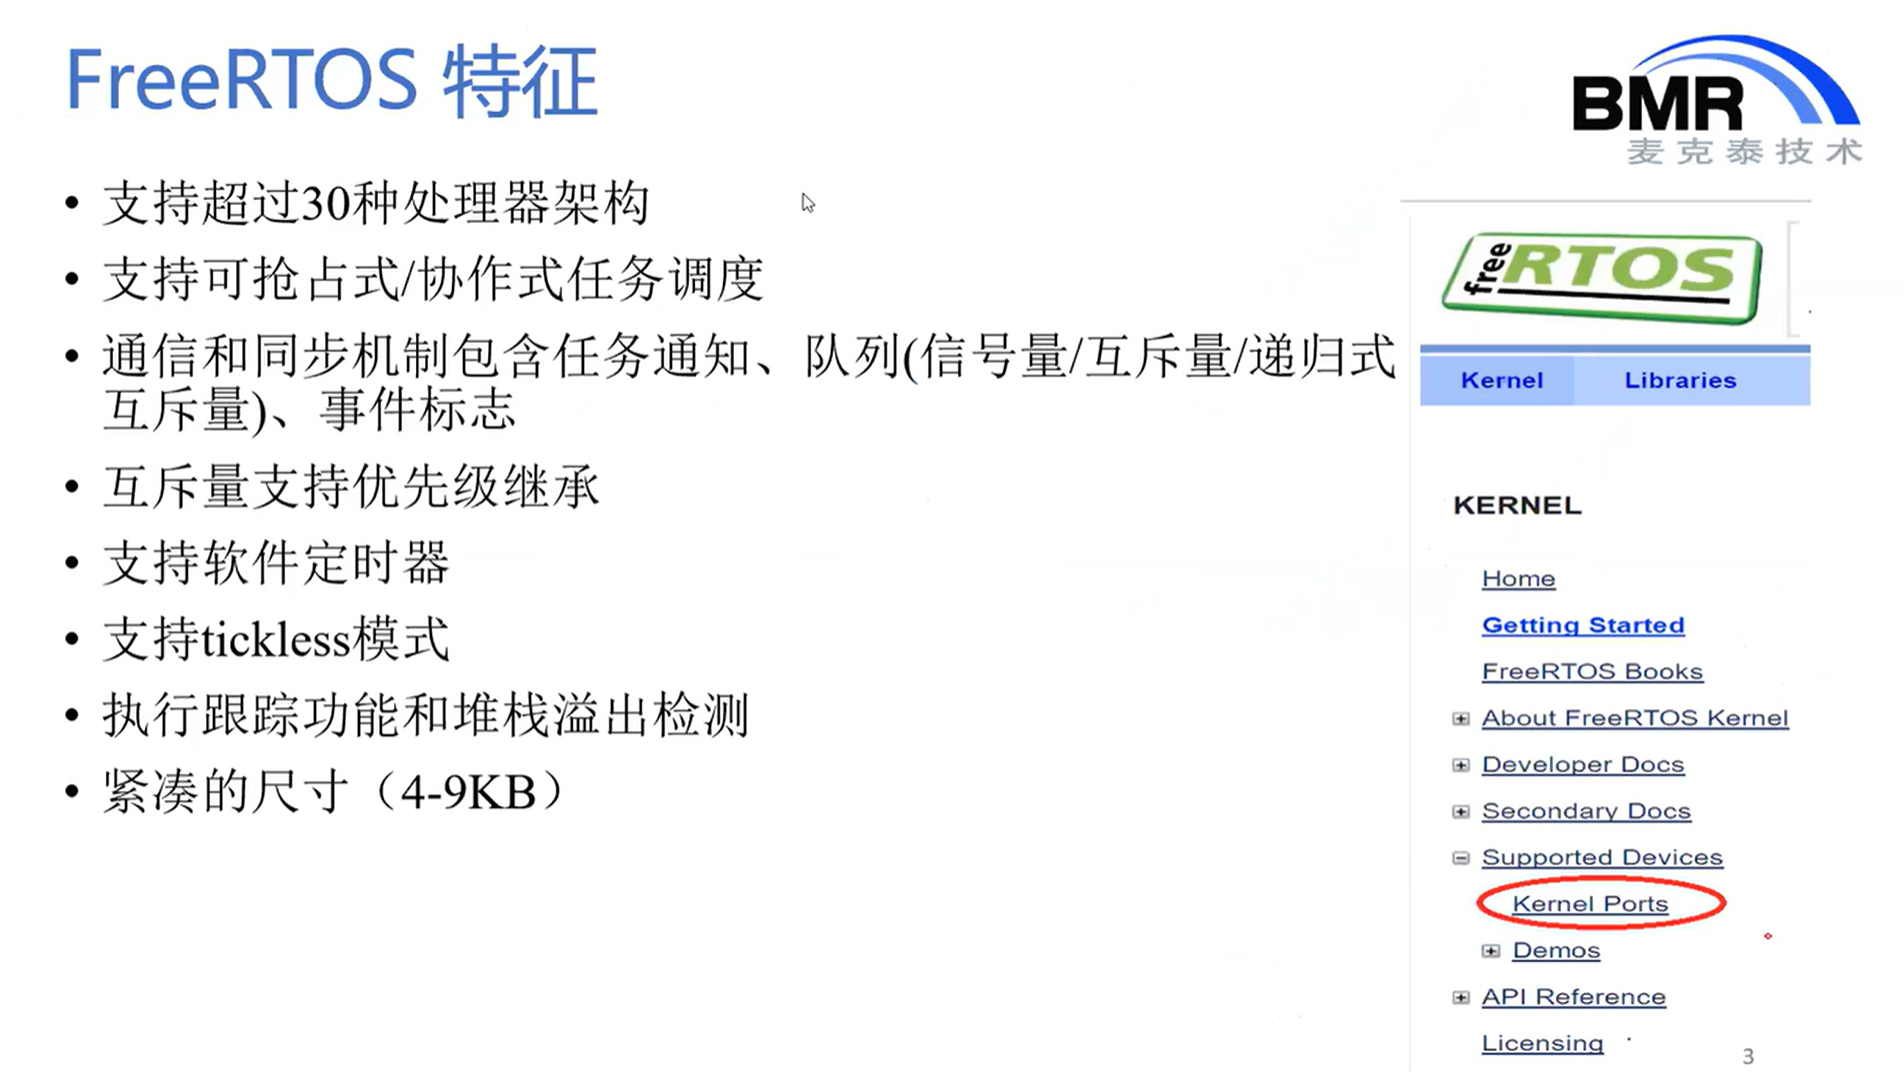 FreeRTOS 特征
BMR
麦克泰技术
• 支持超过30种处理器架构
• 支持可抢占式/协作式任务调度
• 通信和同步机制包含任务通知、队列(信号量/互斥量/递归式
互斥量)、事件标志
• 互斥量支持优先级继承
• 支持软件定时器
• 支持tickless模式
• 执行跟踪功能和堆栈溢出检测
• 紧凑的尺寸（4-9KB）
free RTOS
Kernel Libraries
KERNEL
Home
Getting Started
FreeRTOS Books
About FreeRTOS Kernel
Developer Docs
Secondary Docs
Supported Devices
Kernel Ports
Demos
API Reference
Licensing
3